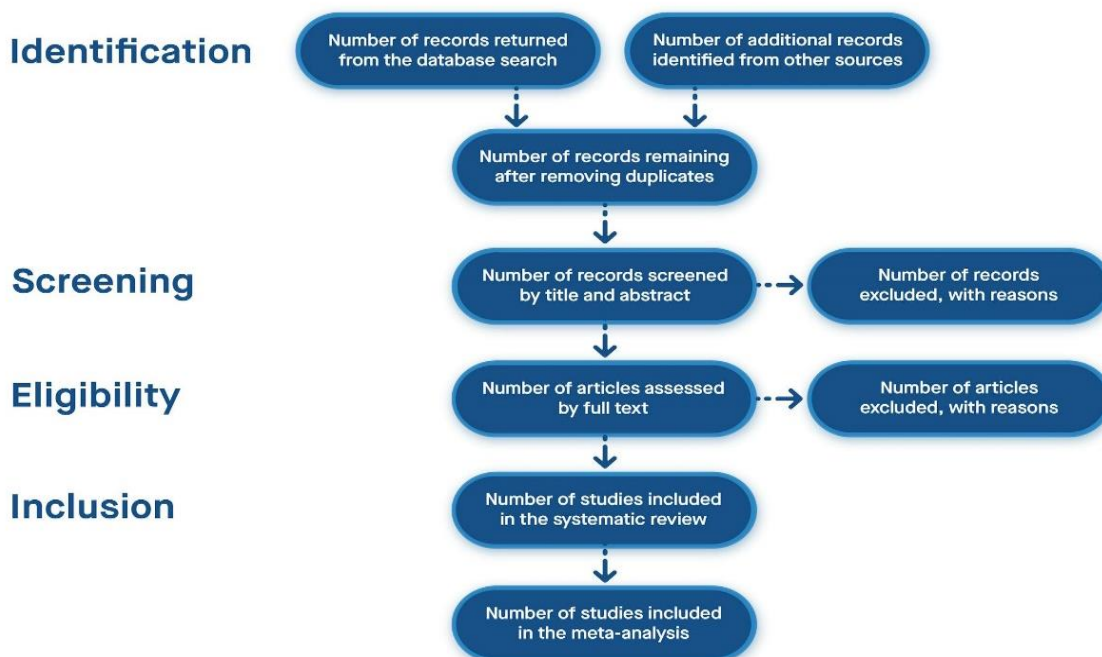 Identification
Number of records returned
from the database search
Number of additional records
identified from other sources
Number of records remaining
after removing duplicates
Screening
Number of records screened
by title and abstract
Number of records
excluded, with reasons
Eligibility
Number of articles assessed
by full text
Number of articles
excluded, with reasons
Inclusion
Number of studies included
in the systematic review
Number of studies included
in the meta-analysis